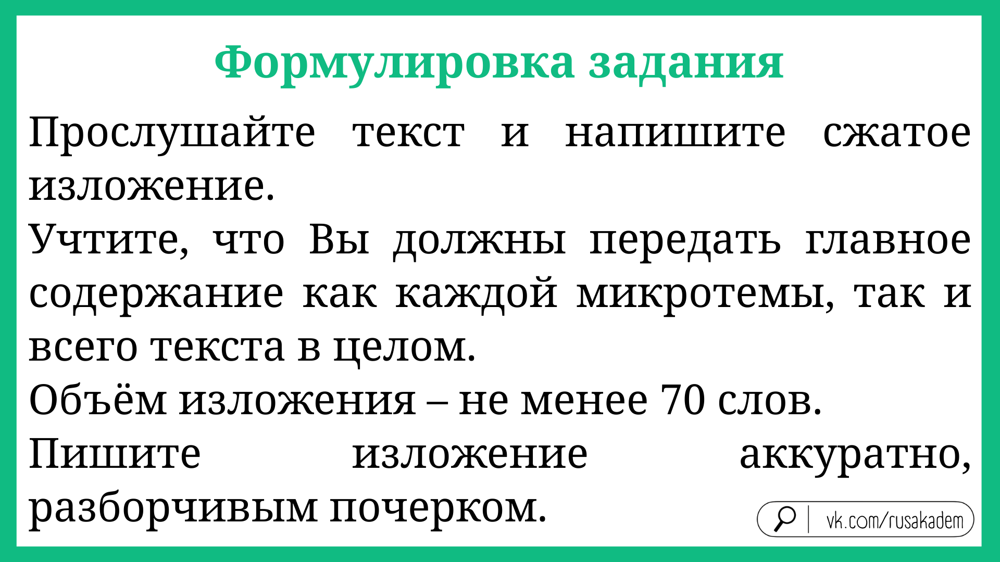 Формулировка задания
Прослушайте текст и напишите сжатое
изложение.
Учтите, что Вы должны передать главное
содержание как каждой микротемы, так и
всего текста в целом.
Объём изложения – не менее 70 слов.
Пишите изложение аккуратно,
разборчивым почерком.
vk.com/rusakadem